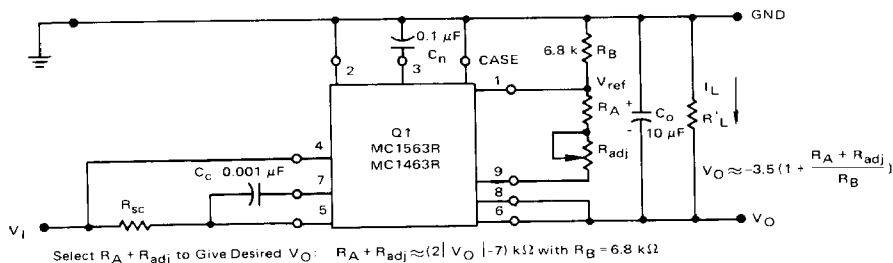 GND
0.1 μF
Cn
CASE
6.8 k
RB
2
3
1
Vref
IL
RA
+
Co
-
10 μF
R'L
Q1
MC1563R
MC1463R
Radj
4
Cc 0.001 μF
7
9
8
VO ≈ -3.5 (1 + (RA + Radj) / RB)
Rsc
5
6
VI
VO
Select RA + Radj to Give Desired VO: RA + Radj ≈ (2| VO |-7) kΩ with RB = 6.8 kΩ